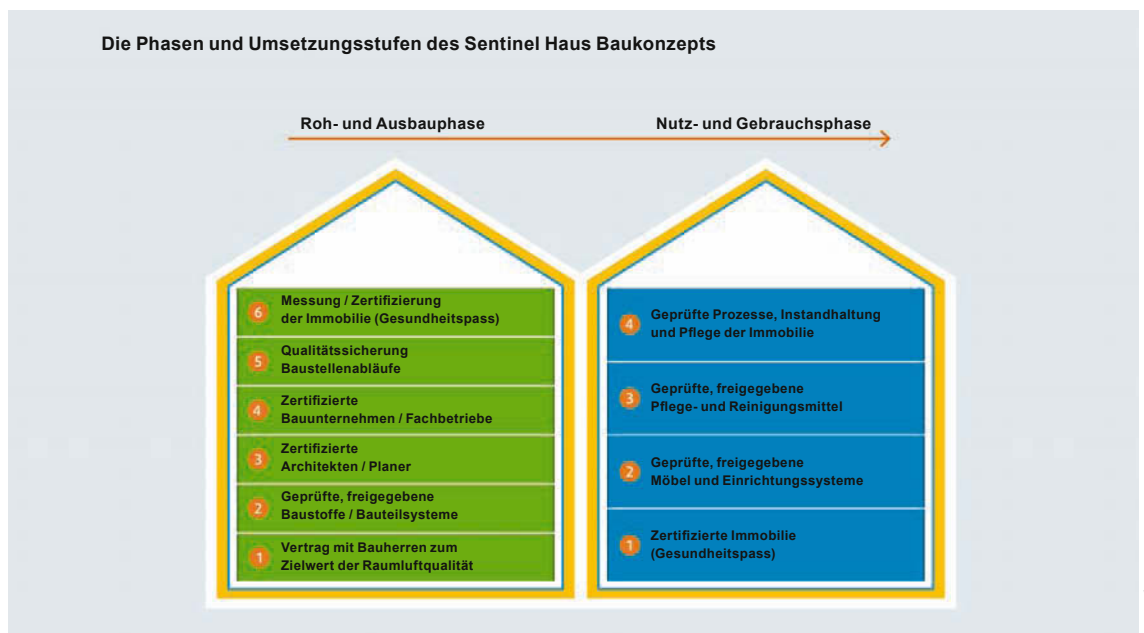 Die Phasen und Umsetzungsstufen des Sentinel Haus Baukonzepts
Roh- und Ausbauphase
Nutz- und Gebrauchsphase
6 Messung / Zertifizierung
der Immobilie (Gesundheitspass)
5 Qualitätssicherung
Baustellenabläufe
4 Zertifizierte
Bauunternehmen / Fachbetriebe
3 Zertifizierte
Architekten / Planer
2 Geprüfte, freigegebene
Baustoffe / Bauteilsysteme
1 Vertrag mit Bauherren zum
Zielwert der Raumluftqualität
4 Geprüfte Prozesse, Instandhaltung
und Pflege der Immobilie
3 Geprüfte, freigegebene
Pflege- und Reinigungsmittel
2 Geprüfte, freigegebene
Möbel und Einrichtungssysteme
1 Zertifizierte Immobilie
(Gesundheitspass)